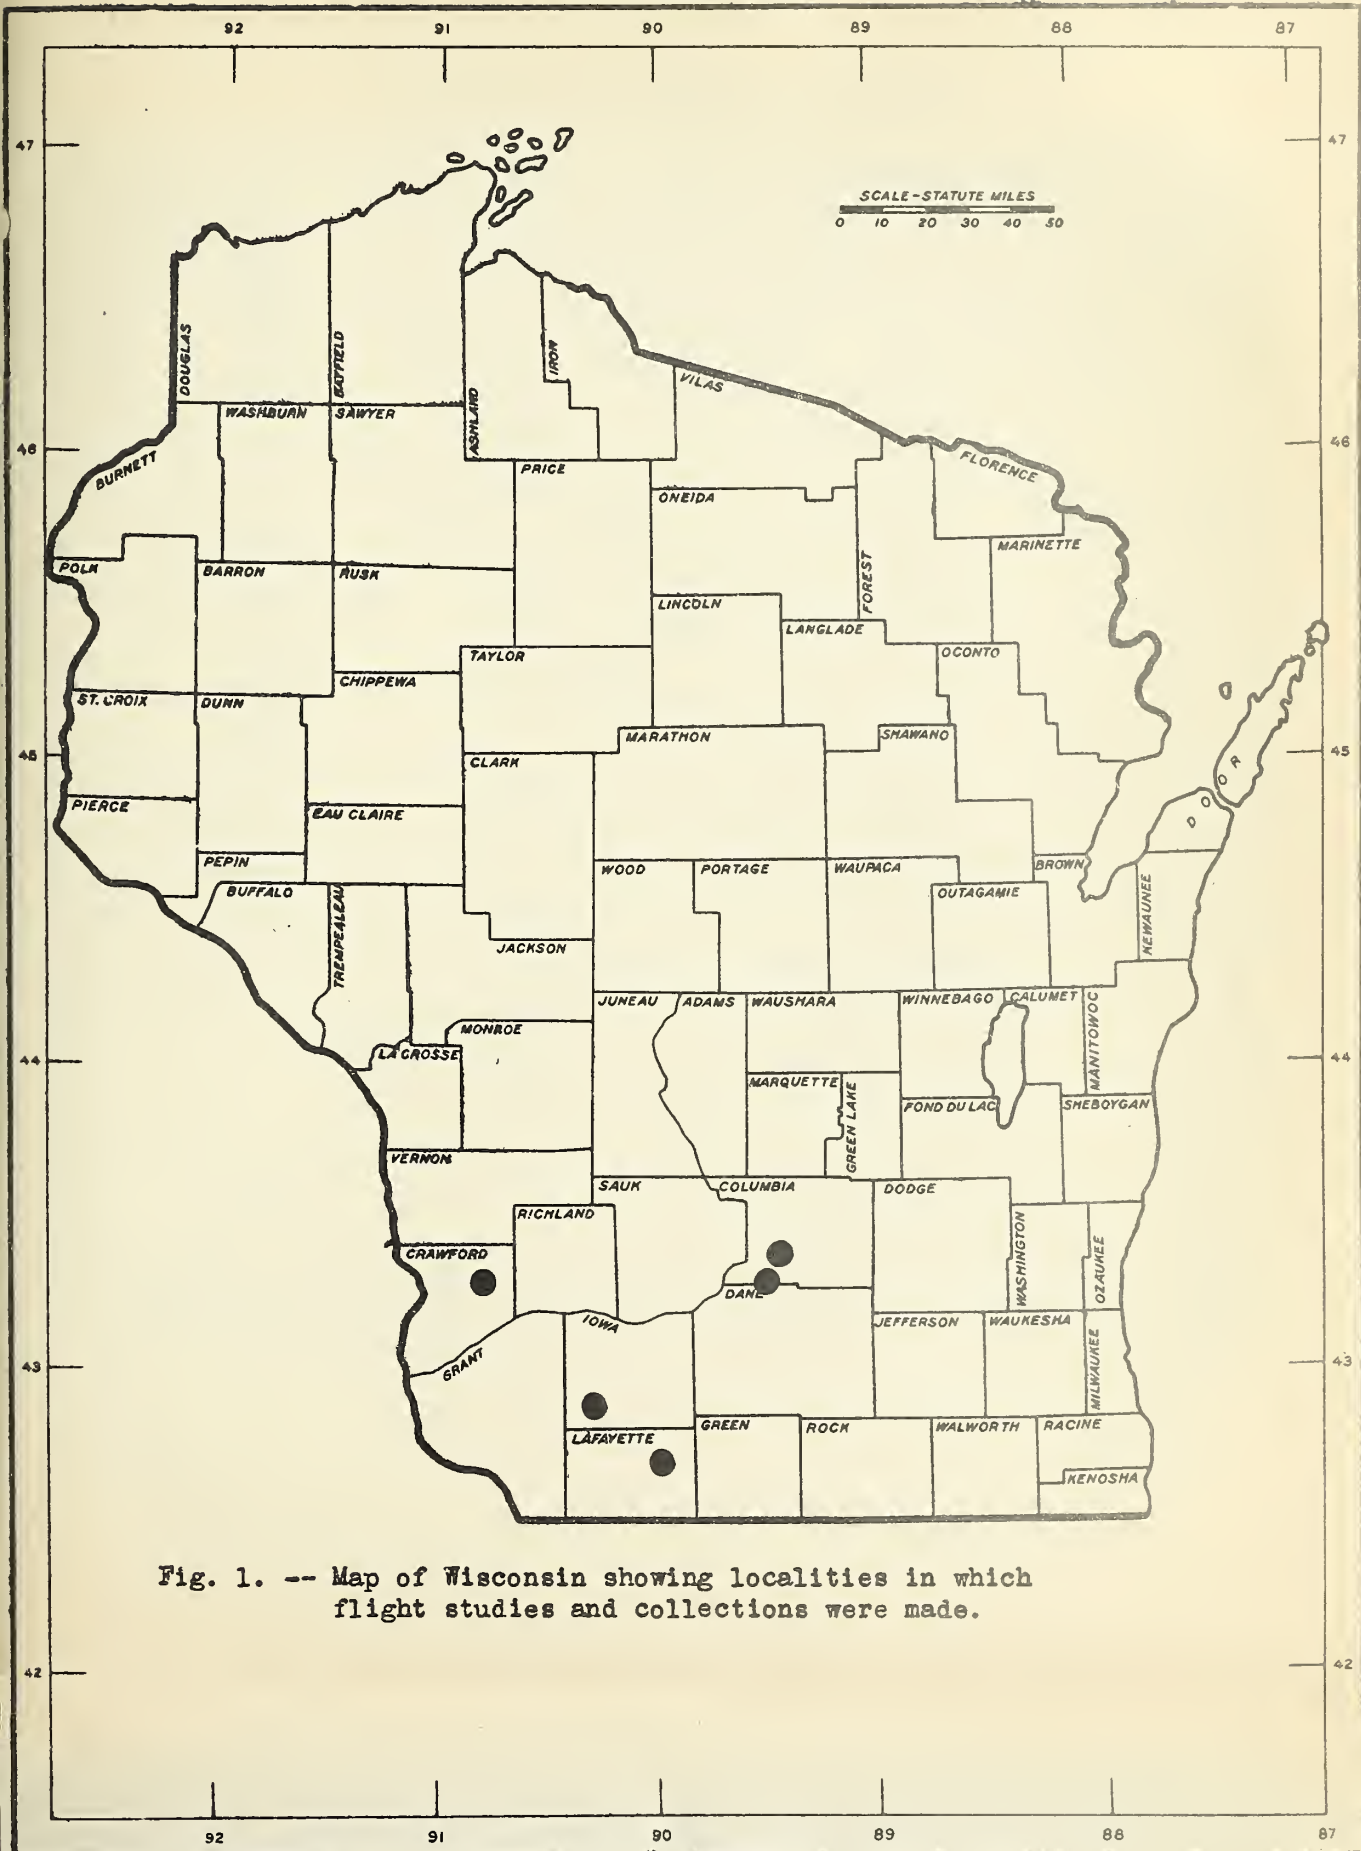 92 91 90 89 88 87
47 47
SCALE-STATUTE MILES
0 10 20 30 40 50
DOUGLAS
BAYFIELD
IRON
ASHLAND
VILAS
WASHBURN
SAWYER
46 46
BURNETT
PRICE
FLORENCE
ONEIDA
MARINETTE
POLK
BARRON
RUSK
FOREST
LINCOLN
LANGLADE
TAYLOR
OCONTO
CHIPPEWA
ST. CROIX
DUNN
MARATHON
SHAWANO
45 45
CLARK
DOOR
PIERCE
EAU CLAIRE
PEPIN
WOOD
PORTAGE
WAUPACA
BROWN
BUFFALO
TREMPEALEAU
OUTAGAMIE
KEWAUNEE
JACKSON
JUNEAU
ADAMS
WAUSHARA
WINNEBAGO
CALUMET
MANITOWOC
MONROE
LA CROSSE
44 44
MARQUETTE
GREEN LAKE
FOND DU LAC
SHEBOYGAN
VERNON
SAUK
COLUMBIA
DODGE
RICHLAND
WASHINGTON
OZAUKEE
CRAWFORD
DANE
IOWA
JEFFERSON
WAUKESHA
MILWAUKEE
43 43
GRANT
LAFAYETTE
GREEN
ROCK
WALWORTH
RACINE
KENOSHA
Fig. 1. -- Map of Wisconsin showing localities in which
flight studies and collections were made.
42 42
92 91 90 89 88 87